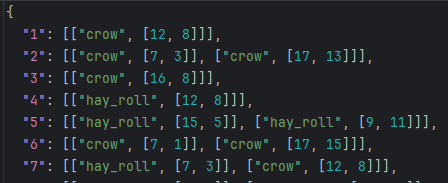 {
"1": [["crow", [12, 8]]],
"2": [["crow", [7, 3]], ["crow", [17, 13]]],
"3": [["crow", [16, 8]]],
"4": [["hay_roll", [12, 8]]],
"5": [["hay_roll", [15, 5]], ["hay_roll", [9, 11]]],
"6": [["crow", [7, 1]], ["crow", [17, 15]]],
"7": [["hay_roll", [7, 3]], ["crow", [12, 8]]],